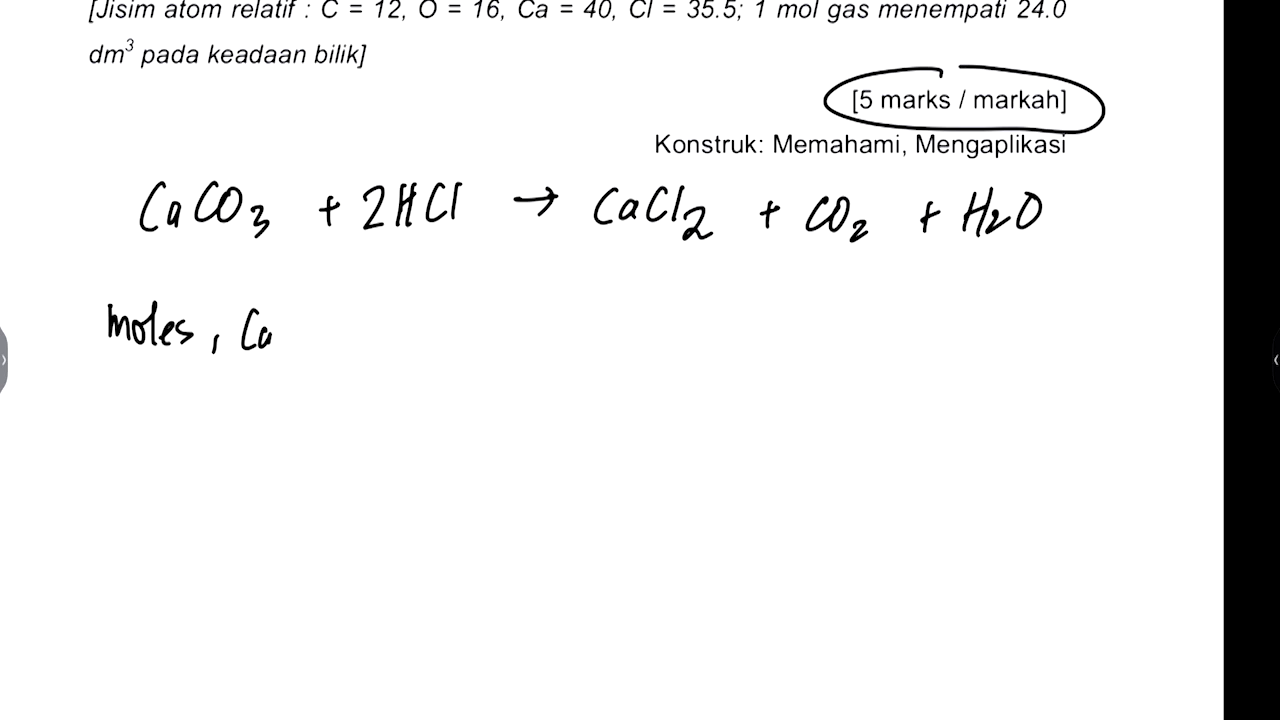 [Jisim atom relatif : C = 12, O = 16, Ca = 40, Cl = 35.5; 1 mol gas menempati 24.0
dm³ pada keadaan bilik]
[5 marks / markah]
Konstruk: Memahami, Mengaplikasi
CaCO₃ + 2HCl → CaCl₂ + CO₂ + H₂O
moles, Ca